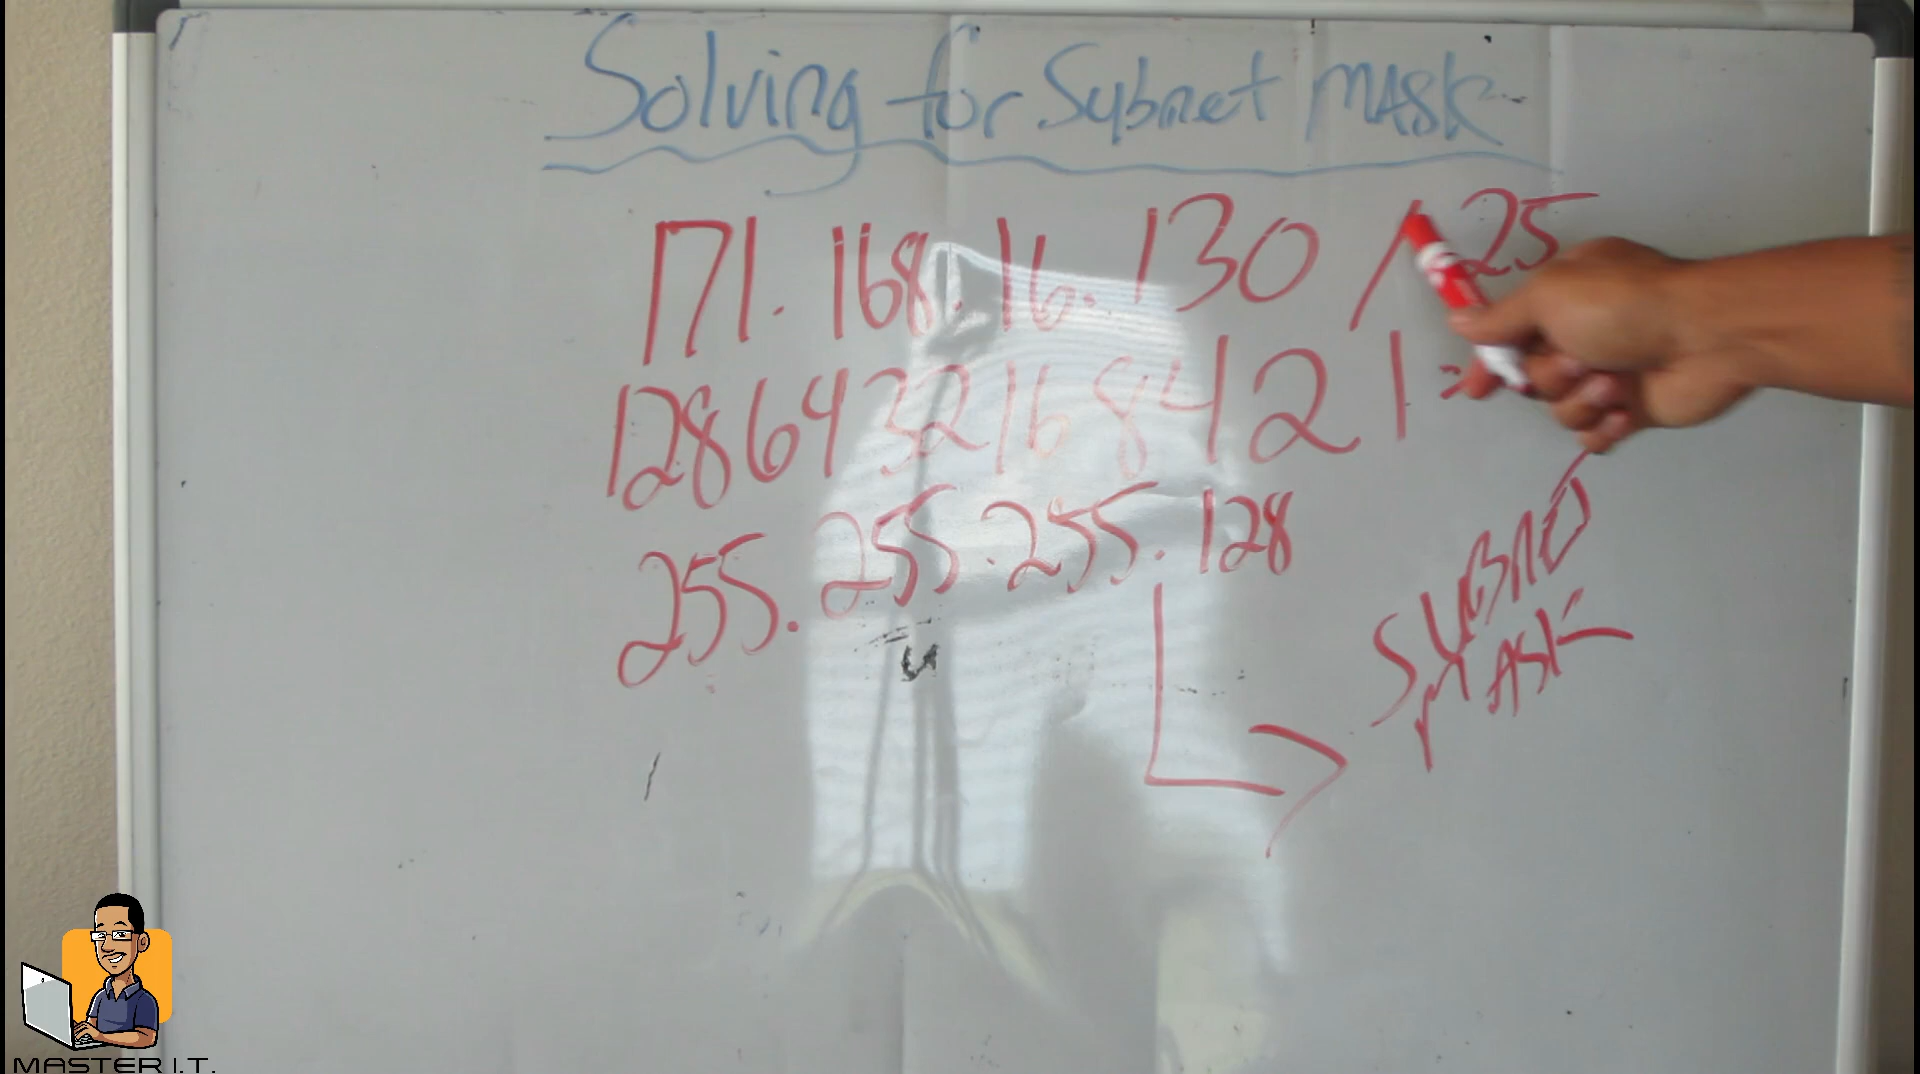 Solving for Subnet MASK
171.168.16.130 /25
128 64 32 16 8 4 2 1 =
255.255.255.128
SUBNET
MASK
MASTER I.T.